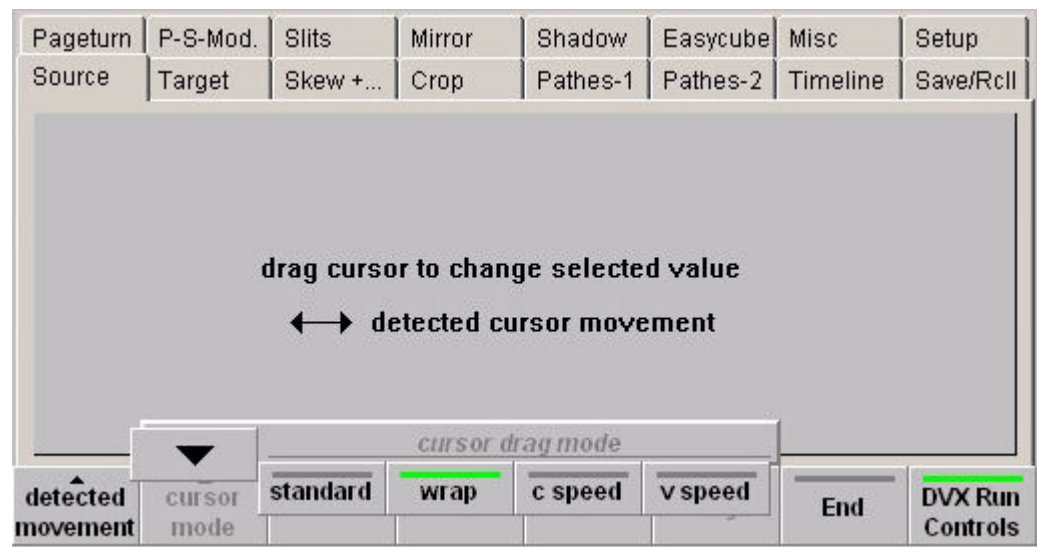 Pageturn P-S-Mod. Slits Mirror Shadow Easycube Misc Setup
Source Target Skew +... Crop Pathes-1 Pathes-2 Timeline Save/Rcll
drag cursor to change selected value
detected cursor movement
cursor drag mode
detected movement
cursor mode
standard
wrap
c speed
v speed
End
DVX Run Controls